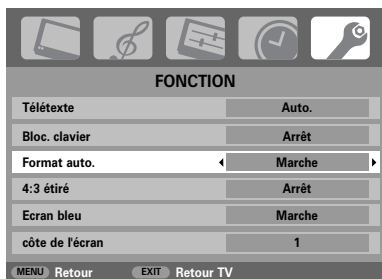 FONCTION
Télétexte Auto.
Bloc. clavier Arrêt
Format auto. Marche
4:3 étiré Arrêt
Ecran bleu Marche
côte de l'écran 1
MENU Retour EXIT Retour TV